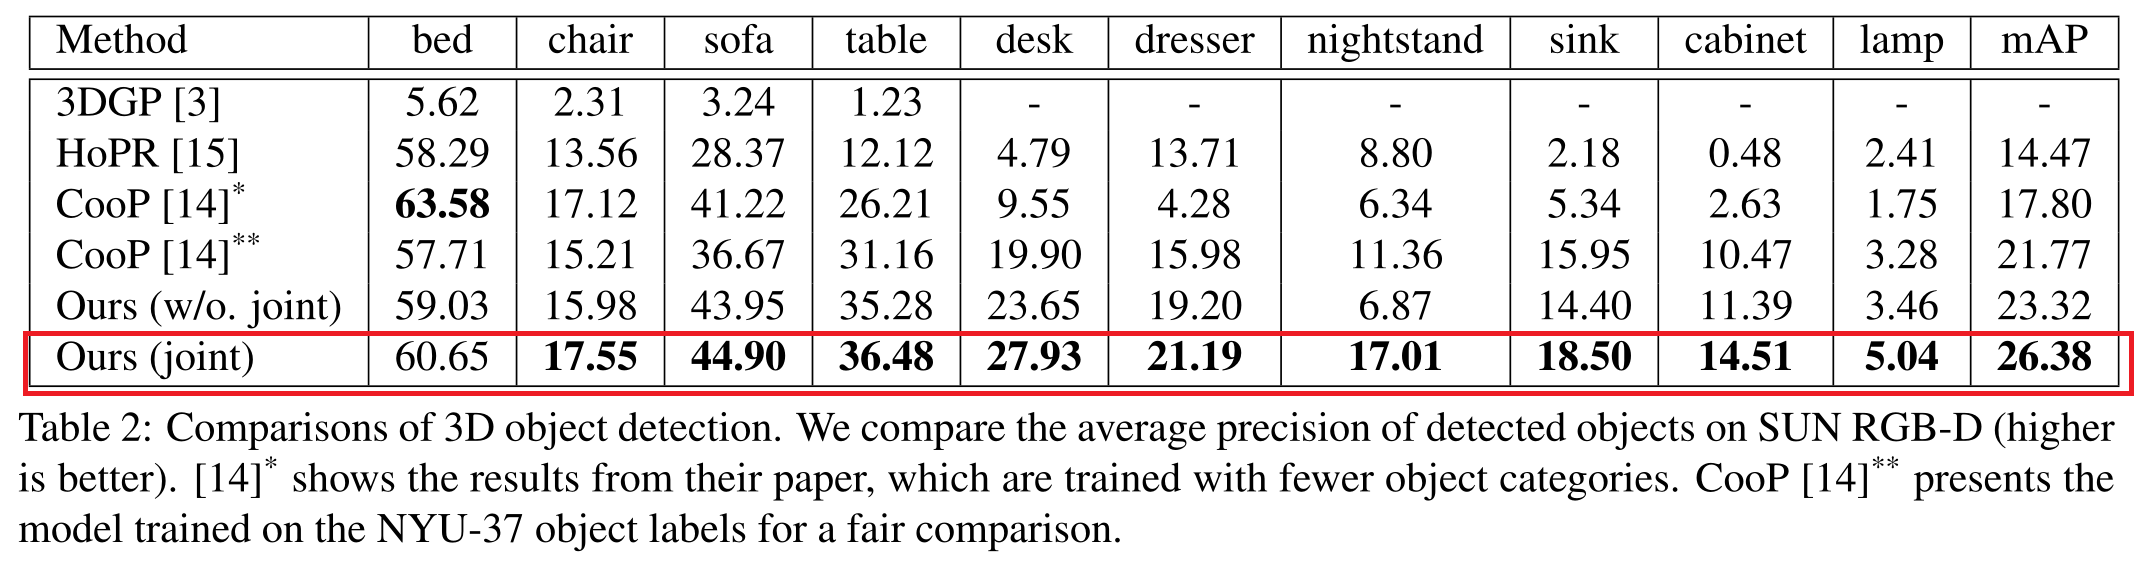 Method bed chair sofa table desk dresser nightstand sink cabinet lamp mAP
3DGP [3] 5.62 2.31 3.24 1.23 - - - - - - -
HoPR [15] 58.29 13.56 28.37 12.12 4.79 13.71 8.80 2.18 0.48 2.41 14.47
CooP [14]* 63.58 17.12 41.22 26.21 9.55 4.28 6.34 5.34 2.63 1.75 17.80
CooP [14]** 57.71 15.21 36.67 31.16 19.90 15.98 11.36 15.95 10.47 3.28 21.77
Ours (w/o. joint) 59.03 15.98 43.95 35.28 23.65 19.20 6.87 14.40 11.39 3.46 23.32
Ours (joint) 60.65 17.55 44.90 36.48 27.93 21.19 17.01 18.50 14.51 5.04 26.38
Table 2: Comparisons of 3D object detection. We compare the average precision of detected objects on SUN RGB-D (higher
is better). [14]* shows the results from their paper, which are trained with fewer object categories. CooP [14]** presents the
model trained on the NYU-37 object labels for a fair comparison.